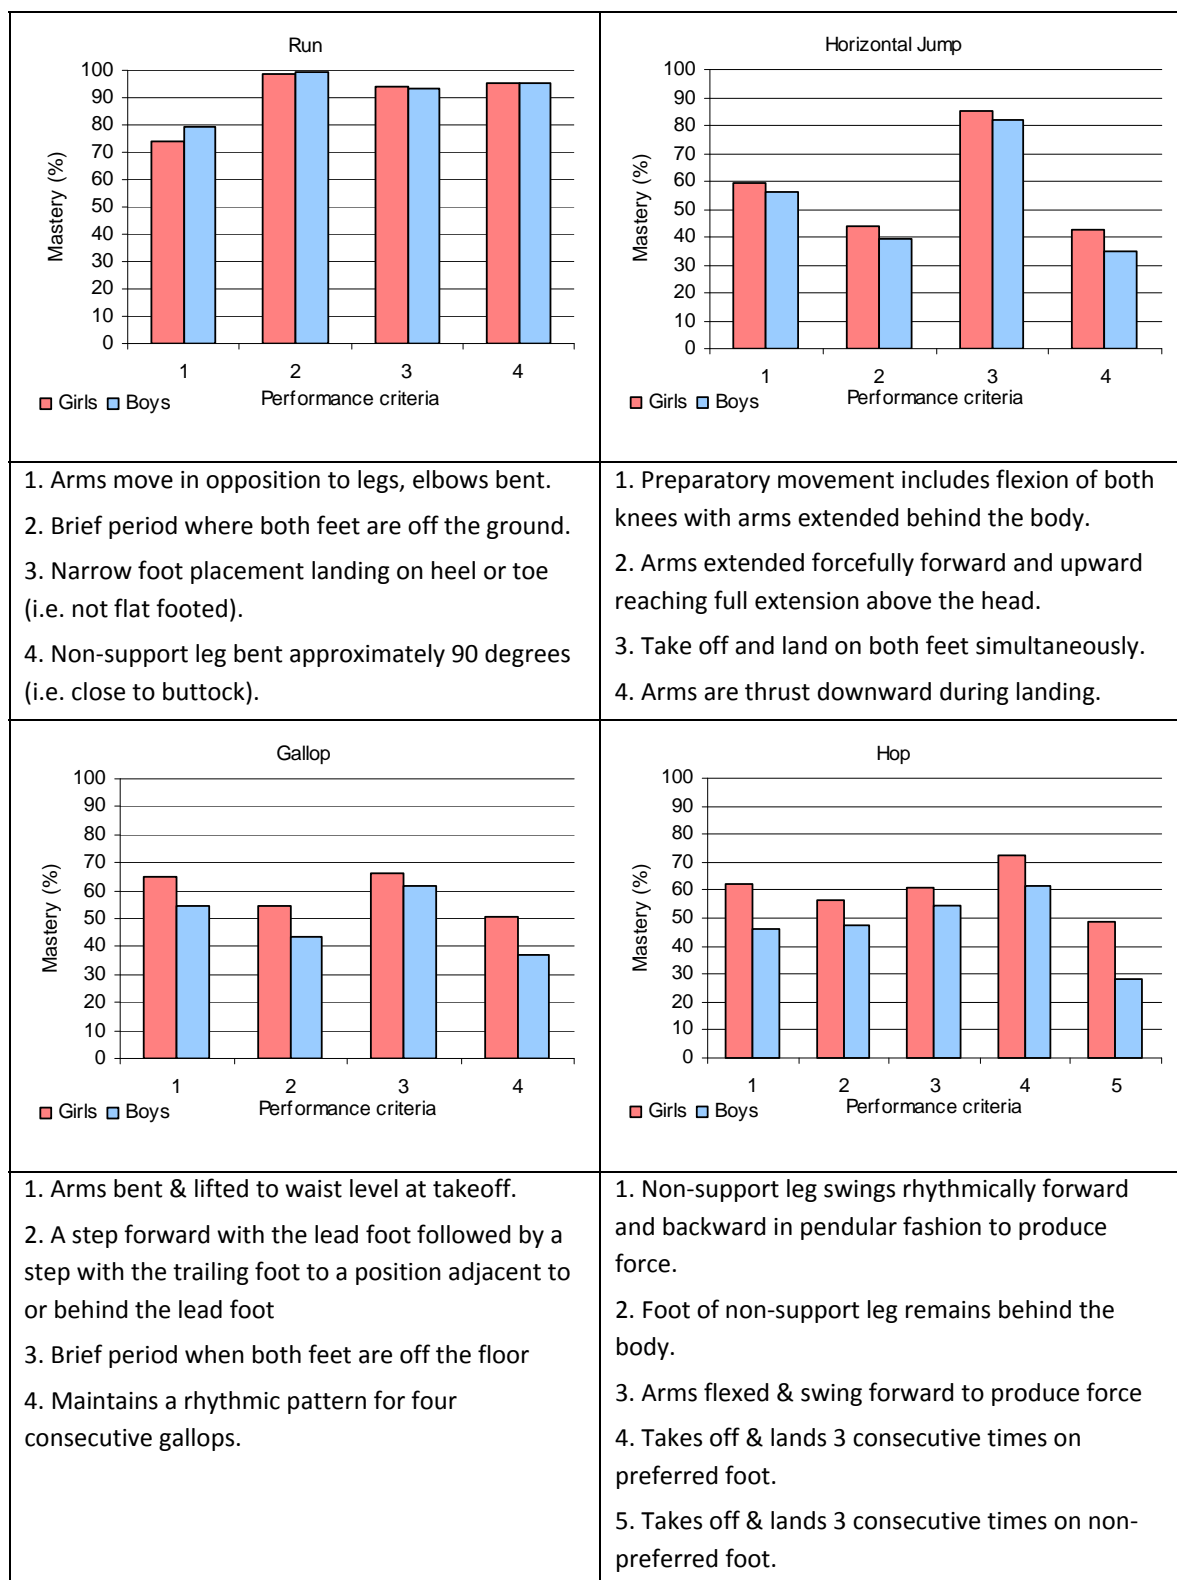 Run
100
90
80
70
60
50
40
30
20
10
0
Mastery (%)
1 2 3 4
Performance criteria
Girls Boys
Horizontal Jump
100
90
80
70
60
50
40
30
20
10
0
Mastery (%)
1 2 3 4
Performance criteria
Girls Boys
1. Arms move in opposition to legs, elbows bent.
2. Brief period where both feet are off the ground.
3. Narrow foot placement landing on heel or toe
(i.e. not flat footed).
4. Non-support leg bent approximately 90 degrees
(i.e. close to buttock).
1. Preparatory movement includes flexion of both
knees with arms extended behind the body.
2. Arms extended forcefully forward and upward
reaching full extension above the head.
3. Take off and land on both feet simultaneously.
4. Arms are thrust downward during landing.
Gallop
100
90
80
70
60
50
40
30
20
10
0
Mastery (%)
1 2 3 4
Performance criteria
Girls Boys
Hop
100
90
80
70
60
50
40
30
20
10
0
Mastery (%)
1 2 3 4 5
Performance criteria
Girls Boys
1. Arms bent & lifted to waist level at takeoff.
2. A step forward with the lead foot followed by a
step with the trailing foot to a position adjacent to
or behind the lead foot
3. Brief period when both feet are off the floor
4. Maintains a rhythmic pattern for four
consecutive gallops.
1. Non-support leg swings rhythmically forward
and backward in pendular fashion to produce
force.
2. Foot of non-support leg remains behind the
body.
3. Arms flexed & swing forward to produce force
4. Takes off & lands 3 consecutive times on
preferred foot.
5. Takes off & lands 3 consecutive times on non-
preferred foot.